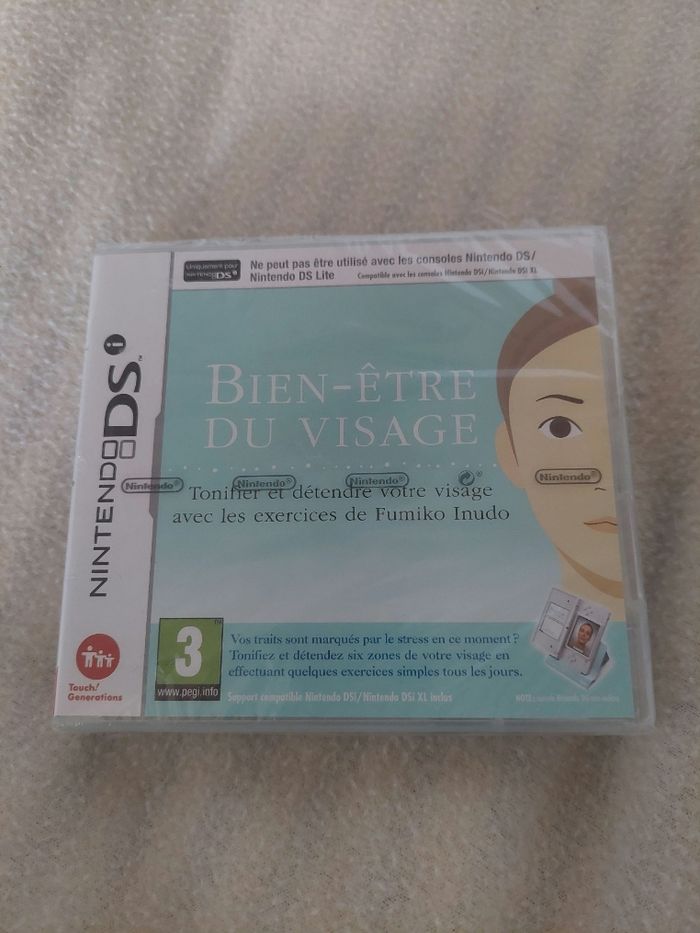 Uniquement pour
NINTENDO DSi
Ne peut pas être utilisé avec les consoles Nintendo DS/
Nintendo DS Lite
Compatible avec les consoles Nintendo DSi/Nintendo DSi XL
NINTENDO DSi™
BIEN-ÊTRE
DU VISAGE
Nintendo®
Nintendo®
Nintendo®
®
Nintendo®
Tonifier et détendre votre visage
avec les exercices de Fumiko Inudo
3
™
www.pegi.info
Vos traits sont marqués par le stress en ce moment ?
Tonifiez et détendez six zones de votre visage en
effectuant quelques exercices simples tous les jours.
Support compatible Nintendo DSi/Nintendo DSi XL inclus
NOTE :
Touch!
Generations